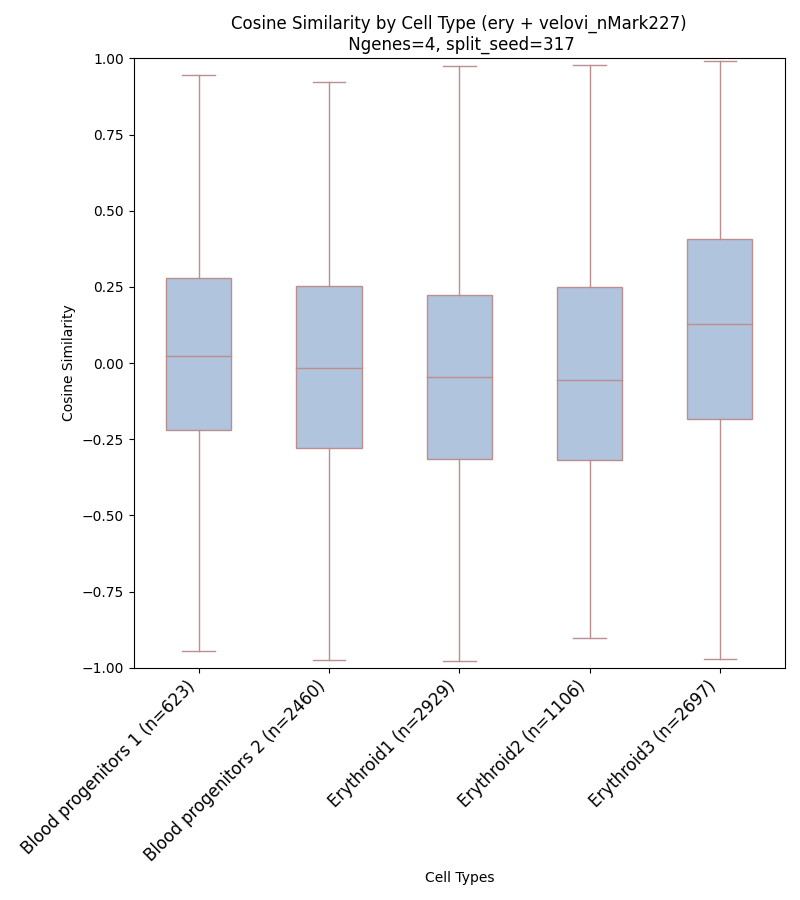 Cosine Similarity by Cell Type (ery + velovi_nMark227)
Ngenes=4, split_seed=317
Cosine Similarity
1.00
0.75
0.50
0.25
0.00
−0.25
−0.50
−0.75
−1.00
Blood progenitors 1 (n=623)
Blood progenitors 2 (n=2460)
Erythroid1 (n=2929)
Erythroid2 (n=1106)
Erythroid3 (n=2697)
Cell Types